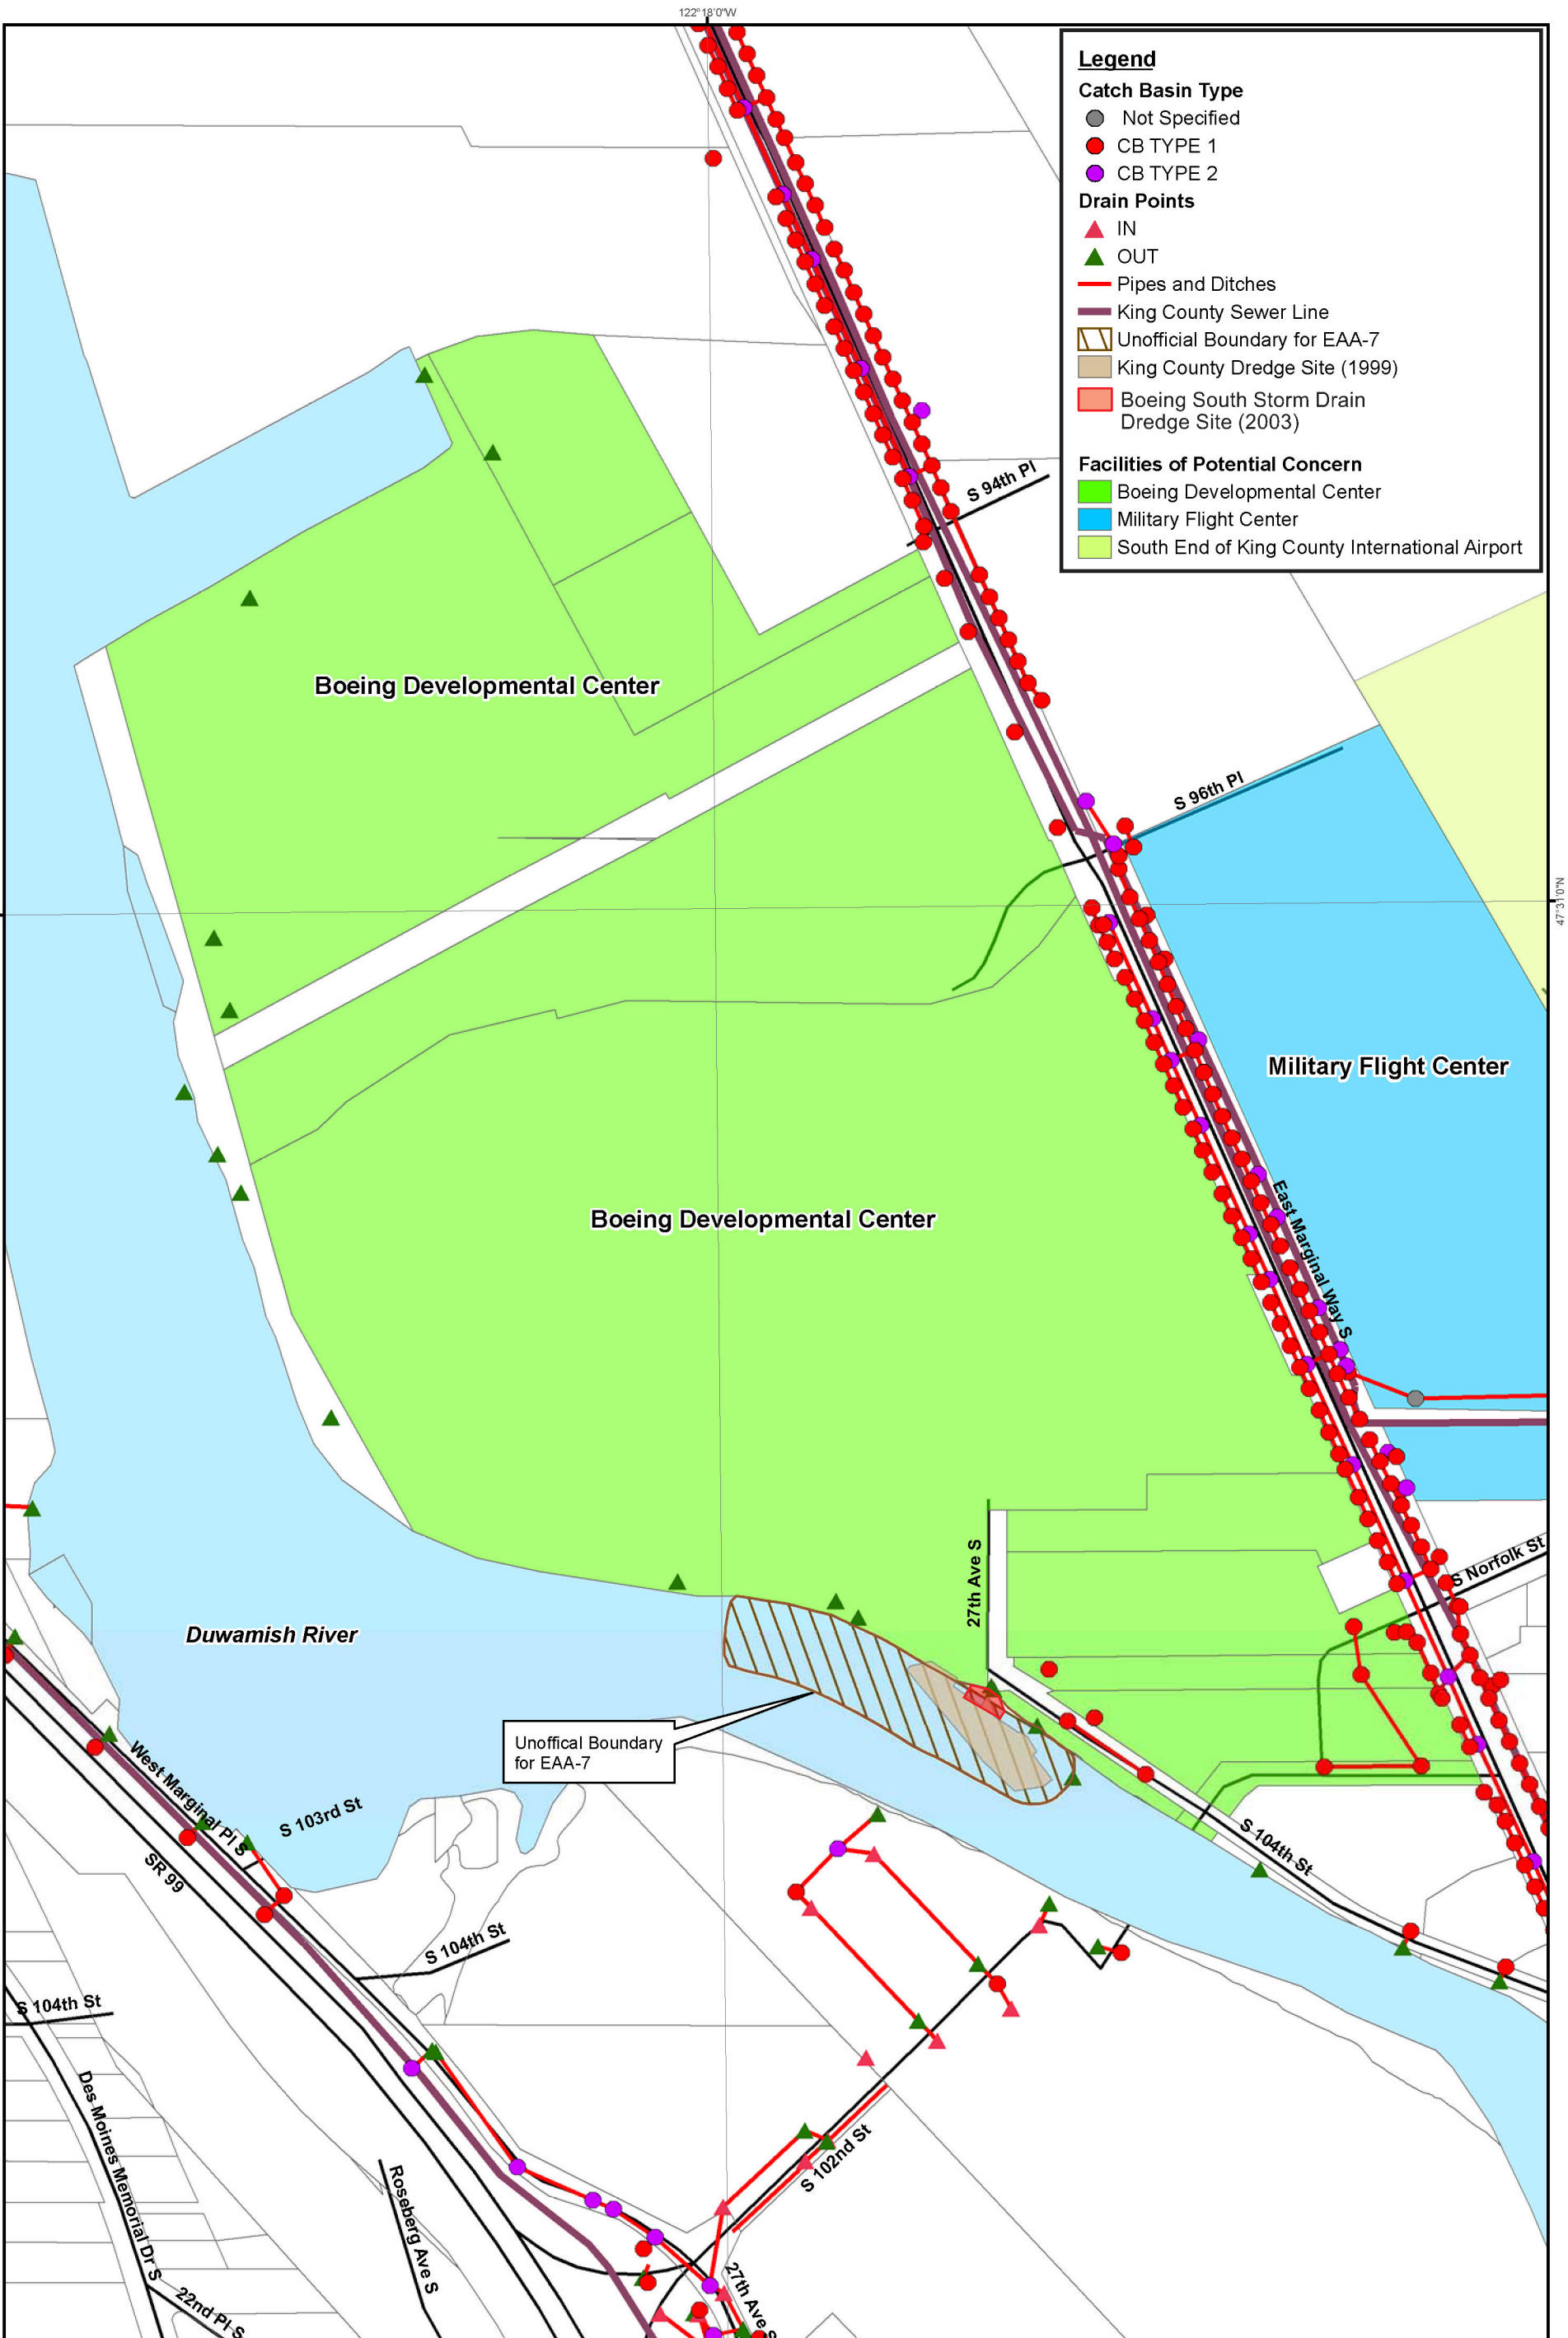 122°18'0"W
Legend
Catch Basin Type
Not Specified
CB TYPE 1
CB TYPE 2
Drain Points
IN
OUT
Pipes and Ditches
King County Sewer Line
Unofficial Boundary for EAA-7
King County Dredge Site (1999)
Boeing South Storm Drain
Dredge Site (2003)
Facilities of Potential Concern
Boeing Developmental Center
Military Flight Center
South End of King County International Airport
S 94th Pl
Boeing Developmental Center
S 96th Pl
47°31'0"N
Military Flight Center
Boeing Developmental Center
East Marginal Way S
27th Ave S
S Norfolk St
Duwamish River
Unoffical Boundary
for EAA-7
West Marginal Pl S
S 103rd St
SR 99
S 104th St
S 104th St
S 104th St
Des Moines Memorial Dr S
Roseberg Ave S
S 102nd St
22nd Pl S
27th Ave S